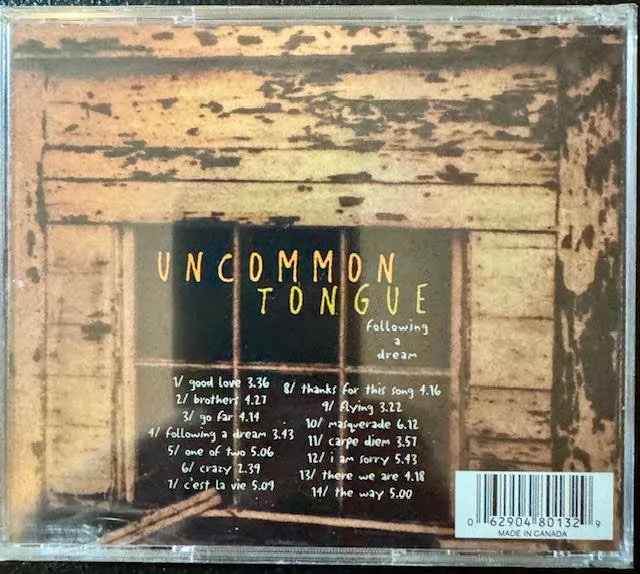 UNCOMMON
TONGUE
following
a
dream
1/ good love 3.36
2/ brothers 4.27
3/ go far 4.14
4/ following a dream 3.43
5/ one of two 5.06
6/ crazy 2.39
7/ c'est la vie 5.09
8/ thanks for this song 4.16
9/ flying 3.22
10/ masquerade 6.12
11/ carpe diem 3.57
12/ i am sorry 5.43
13/ there we are 4.18
14/ the way 5.00
0 62904 80132 9
MADE IN CANADA